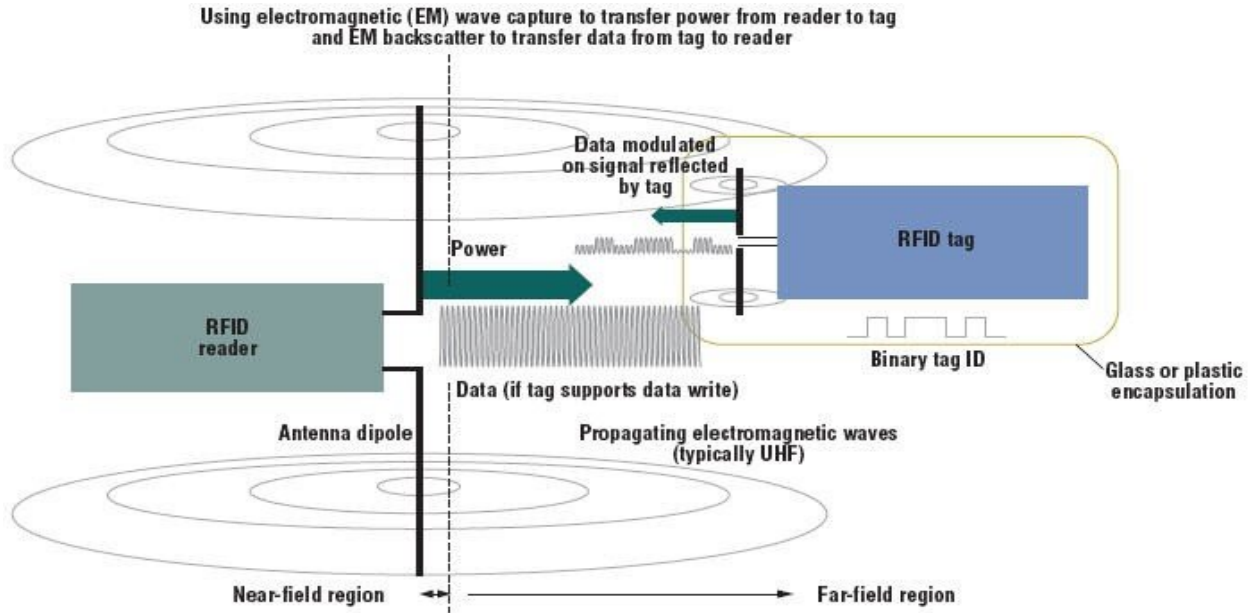 Using electromagnetic (EM) wave capture to transfer power from reader to tag
and EM backscatter to transfer data from tag to reader
Data modulated
on signal reflected
by tag
Power
RFID tag
RFID
reader
Binary tag ID
Glass or plastic
encapsulation
Data (if tag supports data write)
Antenna dipole
Propagating electromagnetic waves
(typically UHF)
Near-field region
Far-field region